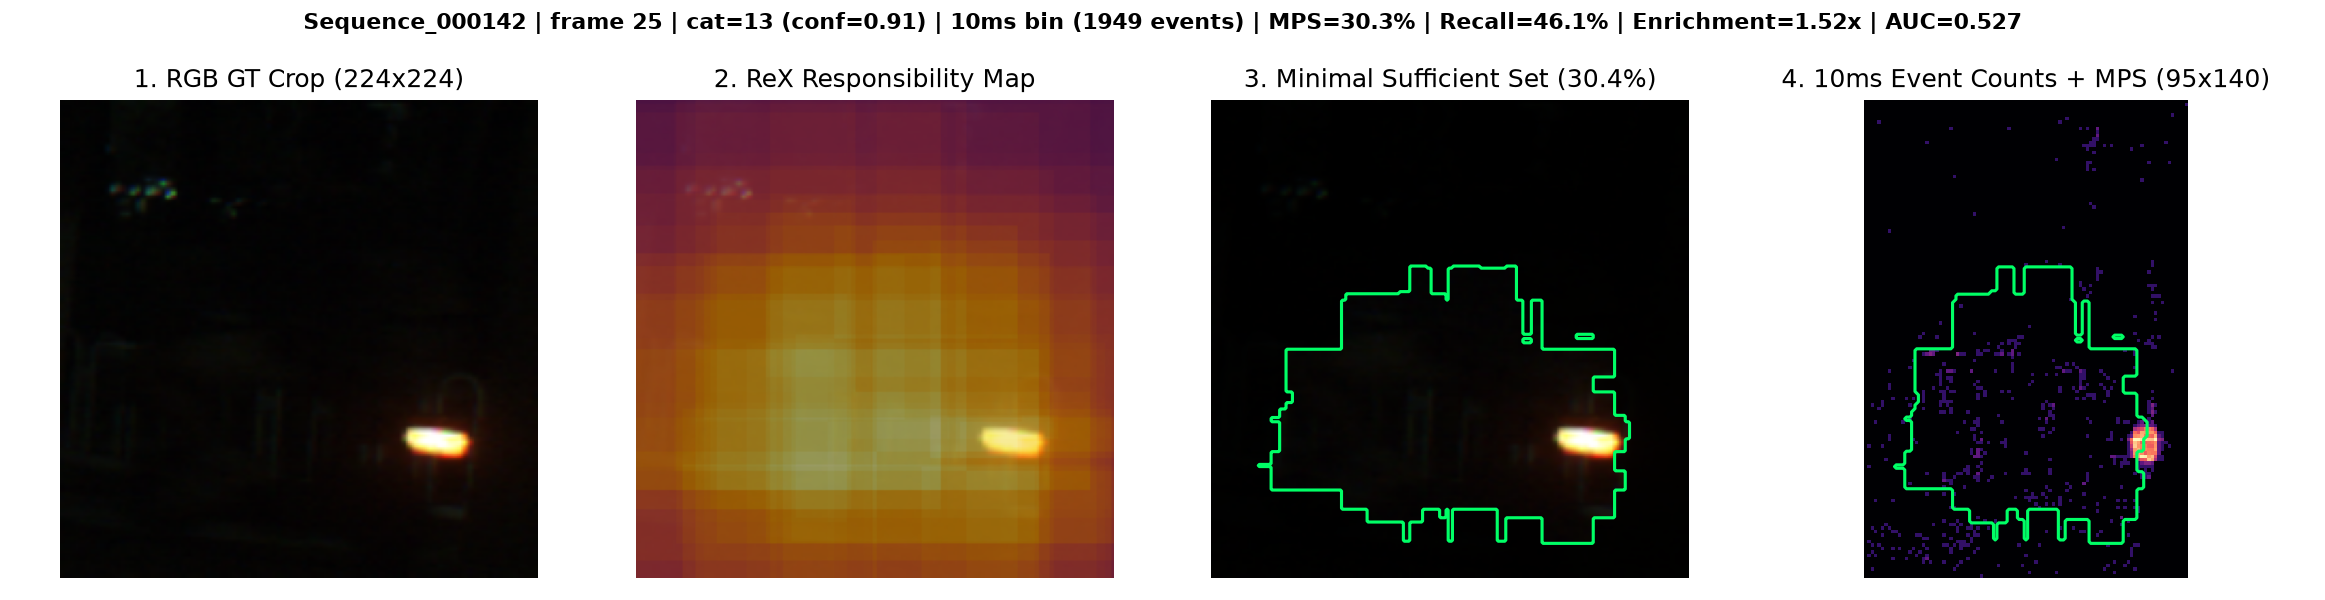 Sequence_000142 | frame 25 | cat=13 (conf=0.91) | 10ms bin (1949 events) | MPS=30.3% | Recall=46.1% | Enrichment=1.52x | AUC=0.527
1. RGB GT Crop (224x224)
2. ReX Responsibility Map
3. Minimal Sufficient Set (30.4%)
4. 10ms Event Counts + MPS (95x140)